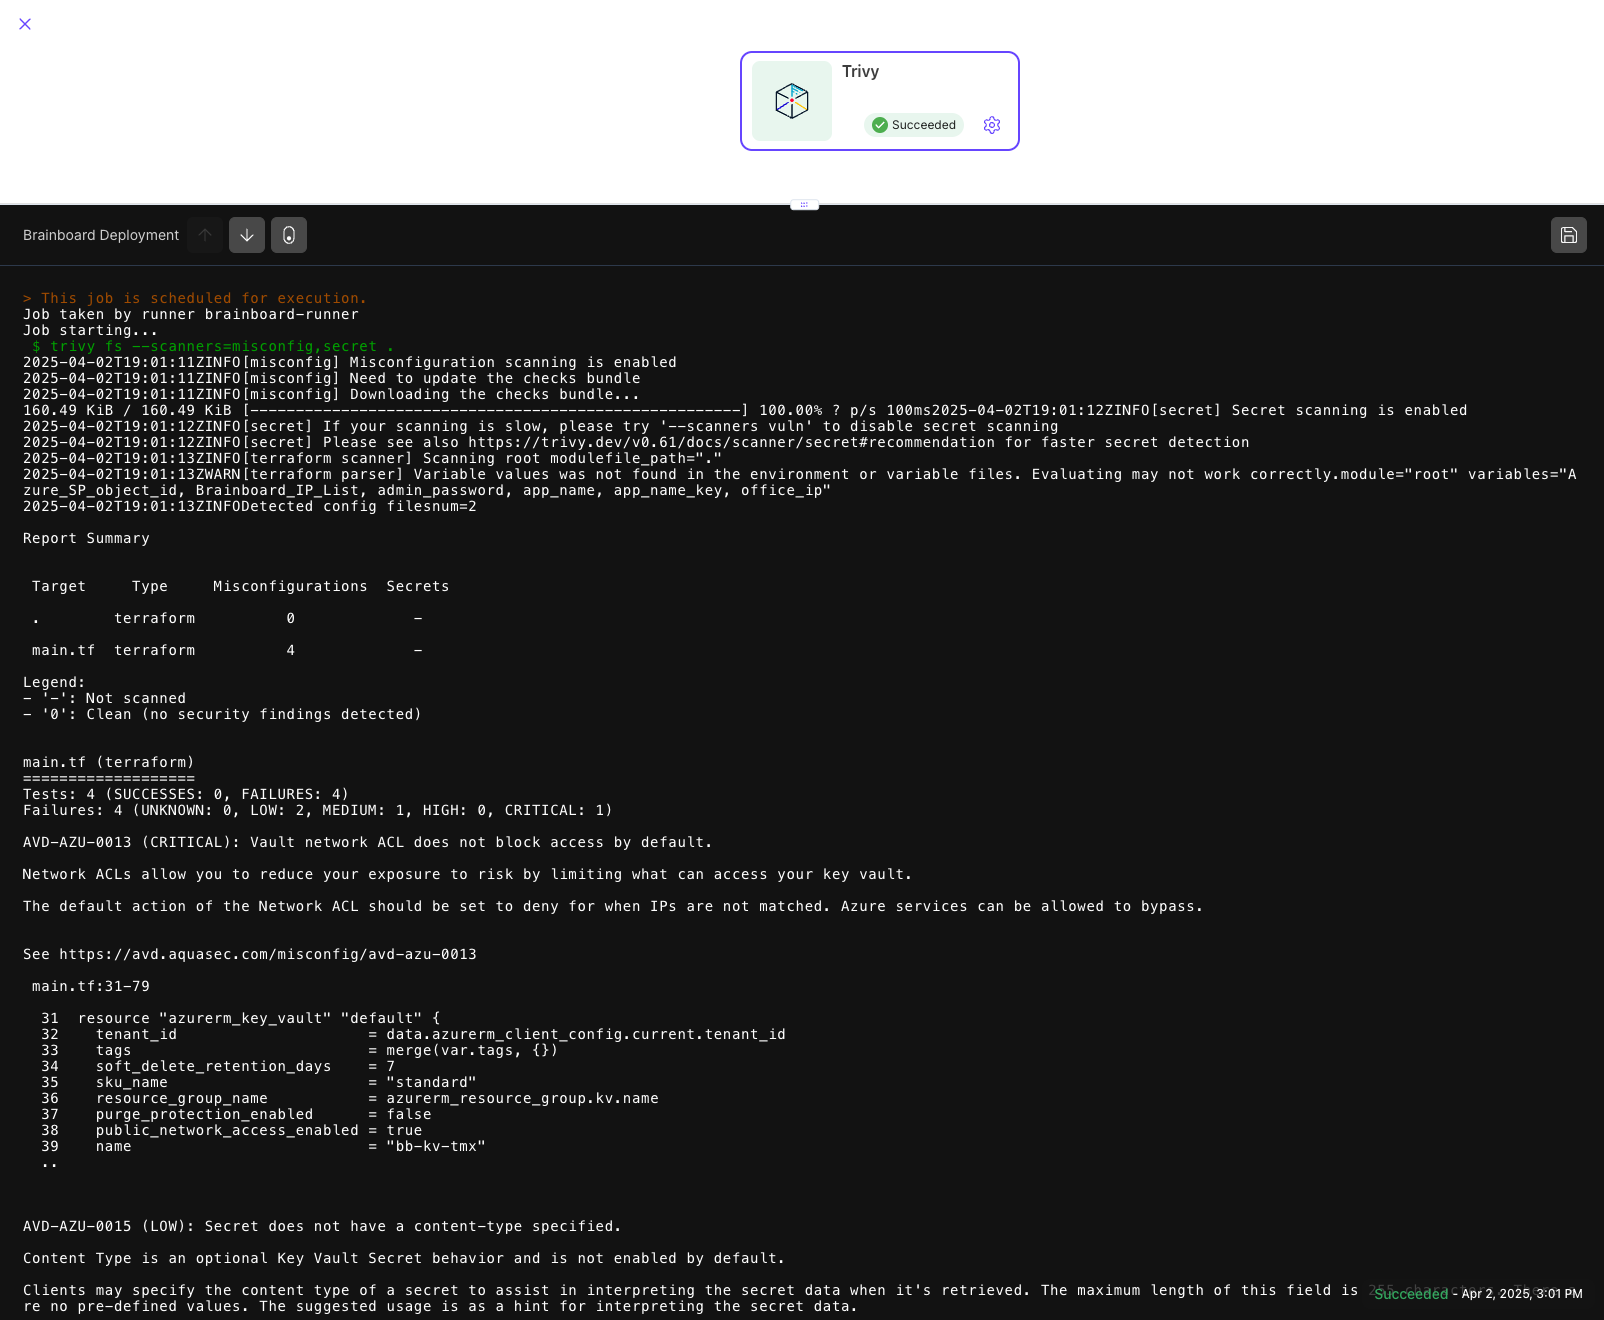 Trivy
Succeeded
Brainboard Deployment
> This job is scheduled for execution.
Job taken by runner brainboard-runner
Job starting...
$ trivy fs --scanners=misconfig,secret .
2025-04-02T19:01:11ZINFO[misconfig] Misconfiguration scanning is enabled
2025-04-02T19:01:11ZINFO[misconfig] Need to update the checks bundle
2025-04-02T19:01:11ZINFO[misconfig] Downloading the checks bundle...
160.49 KiB / 160.49 KiB [------------------------------------------------------] 100.00% ? p/s 100ms2025-04-02T19:01:12ZINFO[secret] Secret scanning is enabled
2025-04-02T19:01:12ZINFO[secret] If your scanning is slow, please try '--scanners vuln' to disable secret scanning
2025-04-02T19:01:12ZINFO[secret] Please see also https://trivy.dev/v0.61/docs/scanner/secret#recommendation for faster secret detection
2025-04-02T19:01:13ZINFO[terraform scanner] Scanning root modulefile_path="."
2025-04-02T19:01:13ZWARN[terraform parser] Variable values was not found in the environment or variable files. Evaluating may not work correctly.module="root" variables="A
zure_SP_object_id, Brainboard_IP_List, admin_password, app_name, app_name_key, office_ip"
2025-04-02T19:01:13ZINFODetected config filesnum=2
Report Summary
Target Type Misconfigurations Secrets
. terraform 0 -
main.tf terraform 4 -
Legend:
- '-': Not scanned
- '0': Clean (no security findings detected)
main.tf (terraform)
===================
Tests: 4 (SUCCESSES: 0, FAILURES: 4)
Failures: 4 (UNKNOWN: 0, LOW: 2, MEDIUM: 1, HIGH: 0, CRITICAL: 1)
AVD-AZU-0013 (CRITICAL): Vault network ACL does not block access by default.
Network ACLs allow you to reduce your exposure to risk by limiting what can access your key vault.
The default action of the Network ACL should be set to deny for when IPs are not matched. Azure services can be allowed to bypass.
See https://avd.aquasec.com/misconfig/avd-azu-0013
main.tf:31-79
31 resource "azurerm_key_vault" "default" {
32 tenant_id = data.azurerm_client_config.current.tenant_id
33 tags = merge(var.tags, {})
34 soft_delete_retention_days = 7
35 sku_name = "standard"
36 resource_group_name = azurerm_resource_group.kv.name
37 purge_protection_enabled = false
38 public_network_access_enabled = true
39 name = "bb-kv-tmx"
..
AVD-AZU-0015 (LOW): Secret does not have a content-type specified.
Content Type is an optional Key Vault Secret behavior and is not enabled by default.
Clients may specify the content type of a secret to assist in interpreting the secret data when it's retrieved. The maximum length of this field is 255 characters. There a
re no pre-defined values. The suggested usage is as a hint for interpreting the secret data.
Succeeded - Apr 2, 2025, 3:01 PM